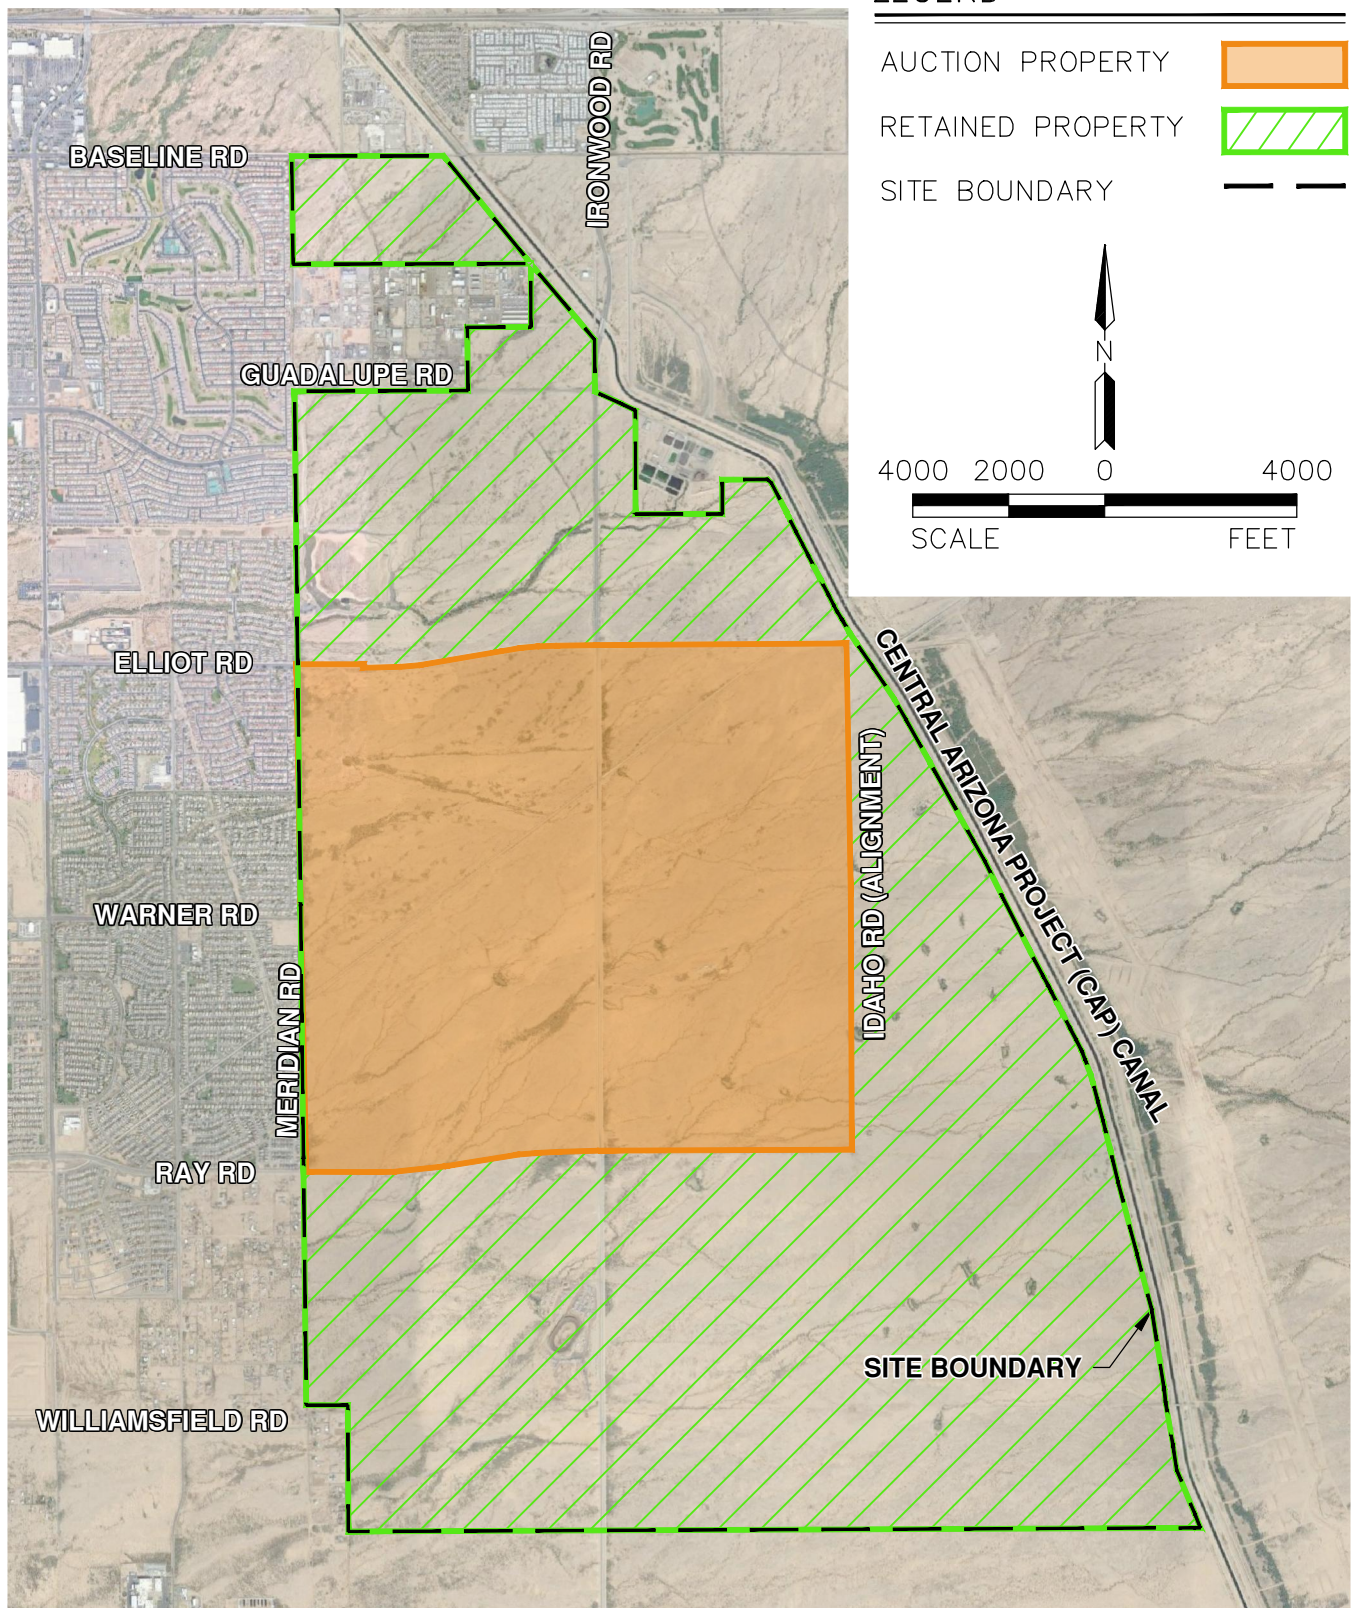 LEGEND
AUCTION PROPERTY
RETAINED PROPERTY
SITE BOUNDARY
N
4000 2000 0 4000
SCALE FEET
IRONWOOD RD
BASELINE RD
GUADALUPE RD
ELLIOT RD
CENTRAL ARIZONA PROJECT (CAP) CANAL
IDAHO RD (ALIGNMENT)
WARNER RD
MERIDIAN RD
RAY RD
SITE BOUNDARY
WILLIAMSFIELD RD